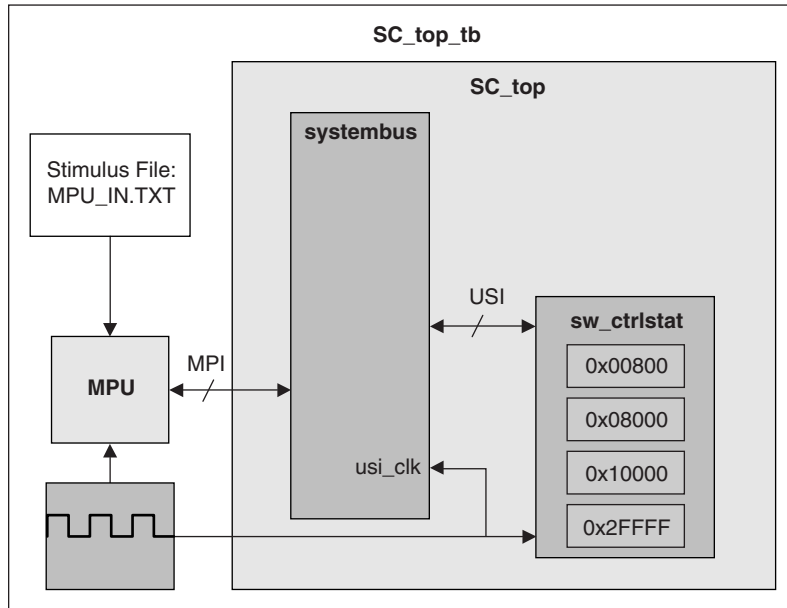 SC_top_tb
SC_top
systembus
Stimulus File:
MPU_IN.TXT
USI
sw_ctrlstat
MPI
0x00800
MPU
0x08000
usi_clk
0x10000
0x2FFFF